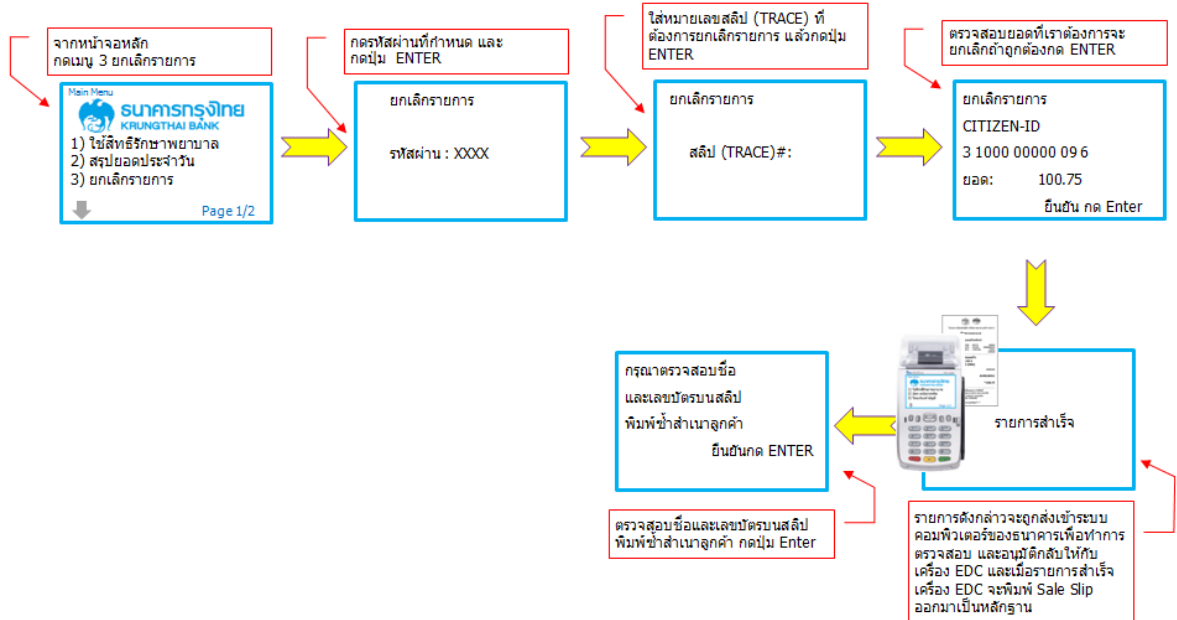 จากหน้าจอหลัก
กดเมนู 3 ยกเลิกรายการ
Main Menu
ธนาคารกรุงไทย
KRUNGTHAI BANK
1) ใช้สิทธิรักษาพยาบาล
2) สรุปยอดประจำวัน
3) ยกเลิกรายการ
Page 1/2
กดรหัสผ่านที่กำหนด และ
กดปุ่ม ENTER
ยกเลิกรายการ
รหัสผ่าน : XXXX
ใส่หมายเลขสลิป (TRACE) ที่
ต้องการยกเลิกรายการ แล้วกดปุ่ม
ENTER
ยกเลิกรายการ
สลิป (TRACE)#:
ตรวจสอบยอดที่เราต้องการจะ
ยกเลิกถ้าถูกต้องกด ENTER
ยกเลิกรายการ
CITIZEN-ID
3 1000 00000 09 6
ยอด: 100.75
ยืนยัน กด Enter
รายการสำเร็จ
รายการดังกล่าวจะถูกส่งเข้าระบบ
คอมพิวเตอร์ของธนาคารเพื่อทำการ
ตรวจสอบ และอนุมัติกลับให้กับ
เครื่อง EDC และเมื่อรายการสำเร็จ
เครื่อง EDC จะพิมพ์ Sale Slip
ออกมาเป็นหลักฐาน
กรุณาตรวจสอบชื่อ
และเลขบัตรบนสลิป
พิมพ์ซ้ำสำเนาลูกค้า
ยืนยันกด ENTER
ตรวจสอบชื่อและเลขบัตรบนสลิป
พิมพ์ซ้ำสำเนาลูกค้า กดปุ่ม Enter